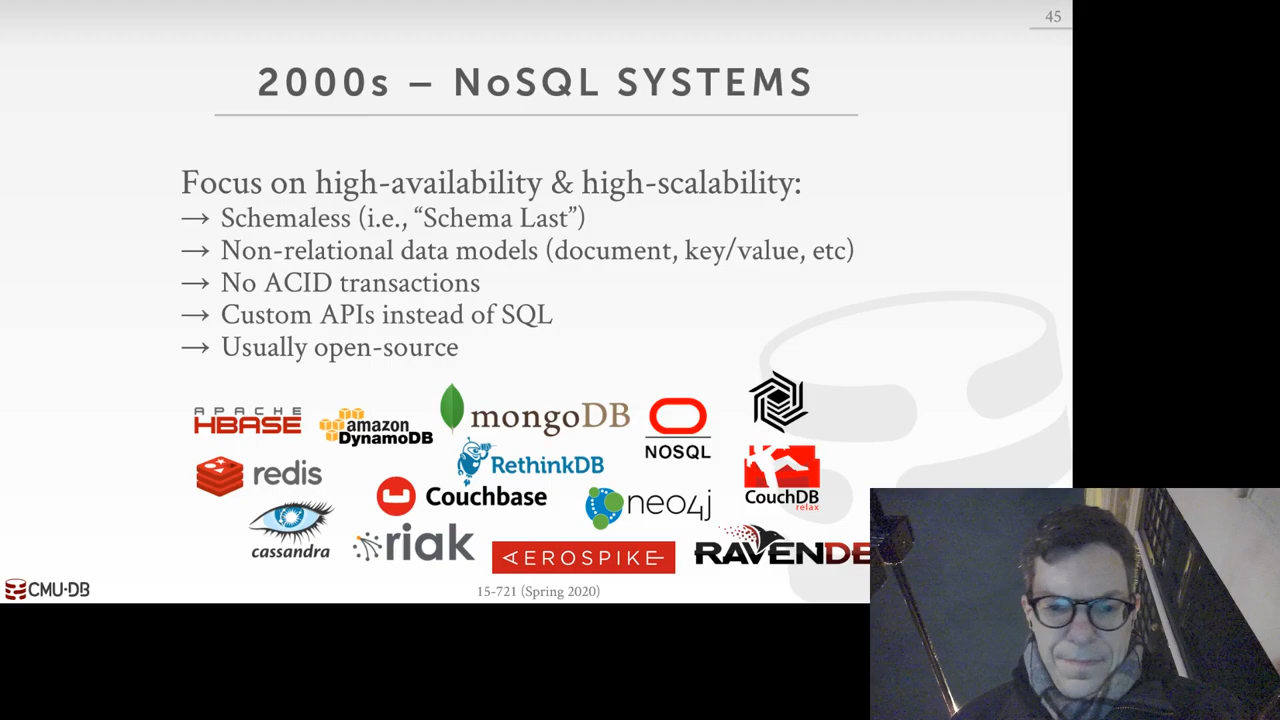 45
2000s – NoSQL SYSTEMS
Focus on high-availability & high-scalability:
→ Schemaless (i.e., “Schema Last”)
→ Non-relational data models (document, key/value, etc)
→ No ACID transactions
→ Custom APIs instead of SQL
→ Usually open-source
APACHE
HBASE
amazon
DynamoDB
mongoDB
NOSQL
redis
RethinkDB
Couchbase
neo4j
CouchDB
relax
cassandra
riak
AEROSPIKE
RAVENDB
CMU·DB
15-721 (Spring 2020)